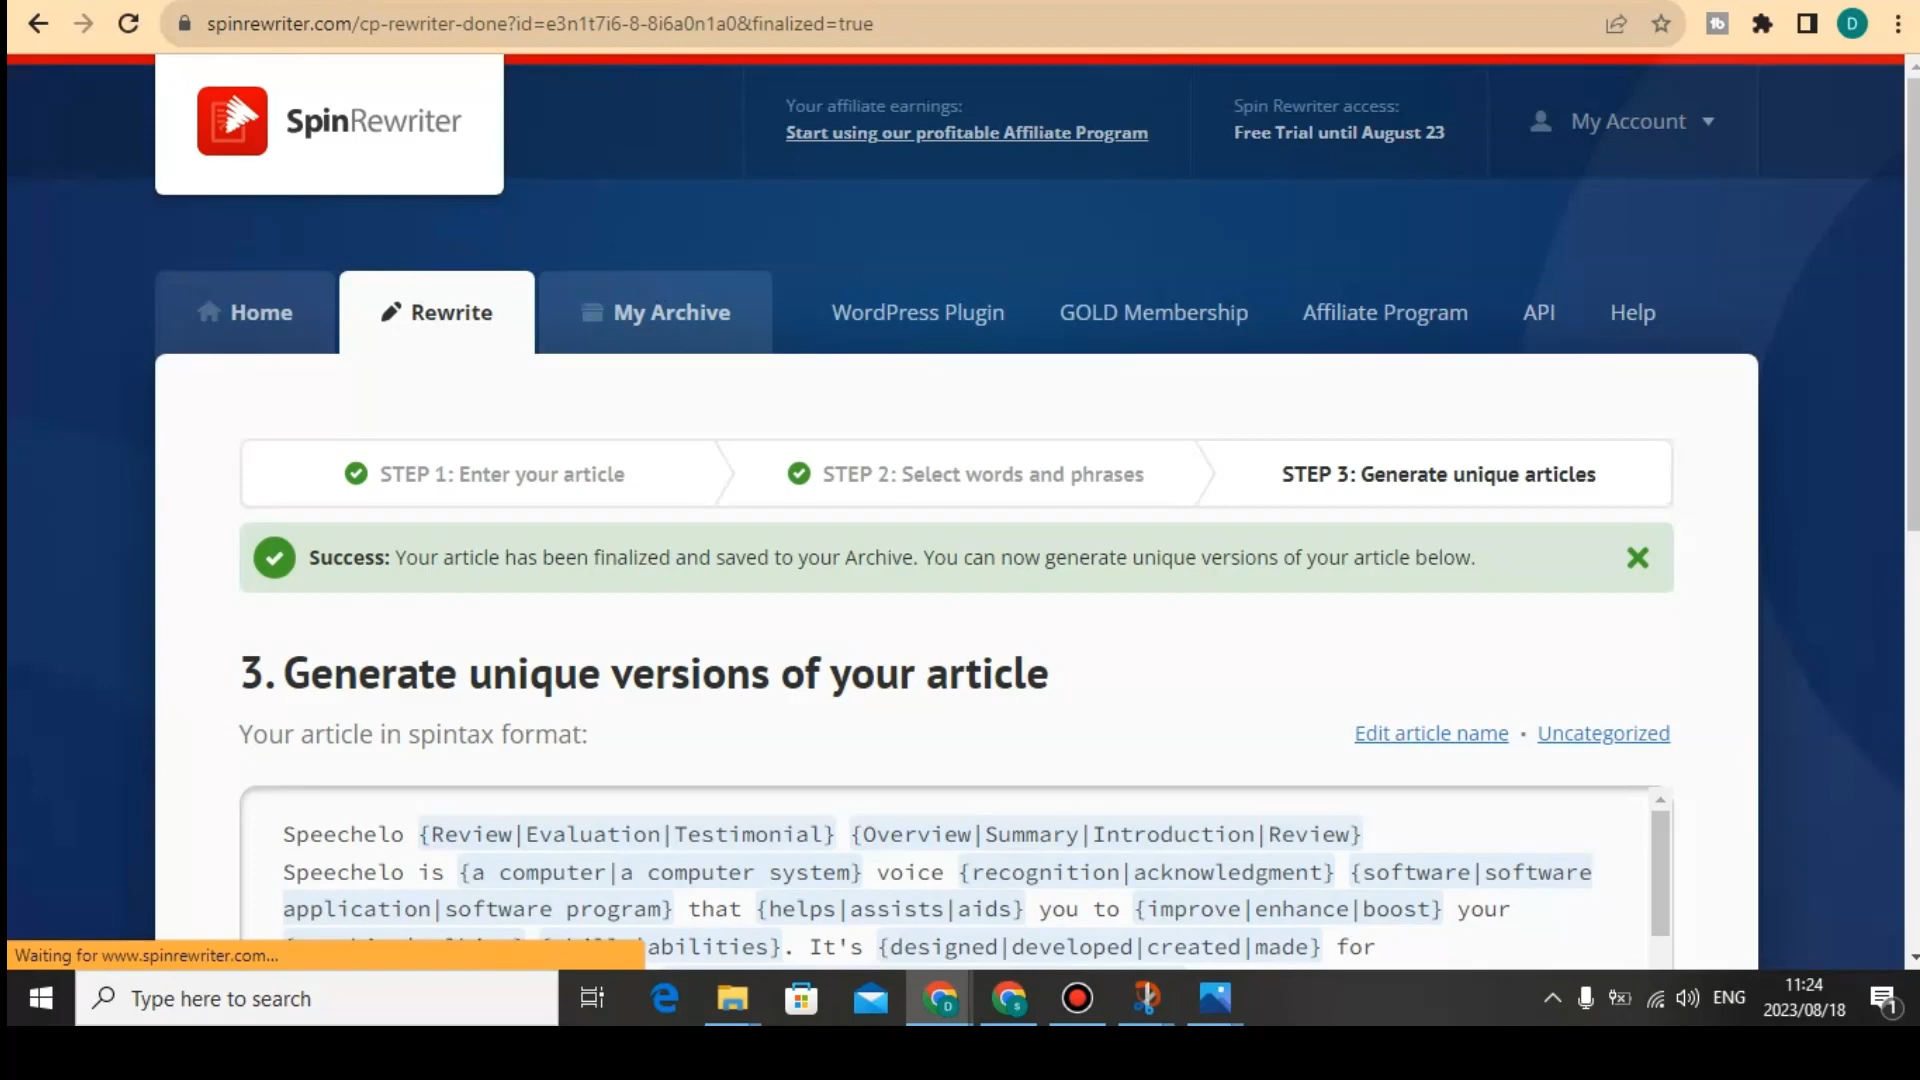 spinrewriter.com/cp-rewriter-done?id=e3n1t7i6-8-8i6a0n1a0&finalized=true
tb
D
SpinRewriter
Your affiliate earnings:
Start using our profitable Affiliate Program
Spin Rewriter access:
Free Trial until August 23
My Account
Home
Rewrite
My Archive
WordPress Plugin
GOLD Membership
Affiliate Program
API
Help
STEP 1: Enter your article
STEP 2: Select words and phrases
STEP 3: Generate unique articles
Success: Your article has been finalized and saved to your Archive. You can now generate unique versions of your article below.
3. Generate unique versions of your article
Your article in spintax format:
Edit article name • Uncategorized
Speechelo {Review|Evaluation|Testimonial} {Overview|Summary|Introduction|Review}
Speechelo is {a computer|a computer system} voice {recognition|acknowledgment} {software|software
application|software program} that {helps|assists|aids} you to {improve|enhance|boost} your
abilities}. It's {designed|developed|created|made} for
Waiting for www.spinrewriter.com...
Type here to search
D
S
ENG
11:24
2023/08/18
1